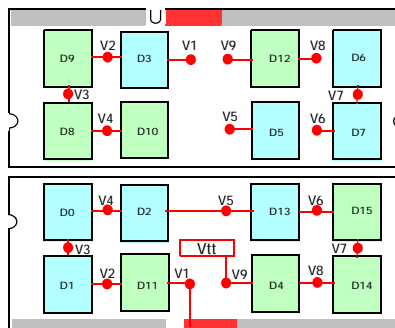 D9 V2 D3 V1 V9 D12 V8 D6
V3 V7
D8 V4 D10 V5 D5 V6 D7
D0 V4 D2 V5 D13 V6 D15
V3 Vtt V7
D1 V2 D11 V1 V9 D4 V8 D14